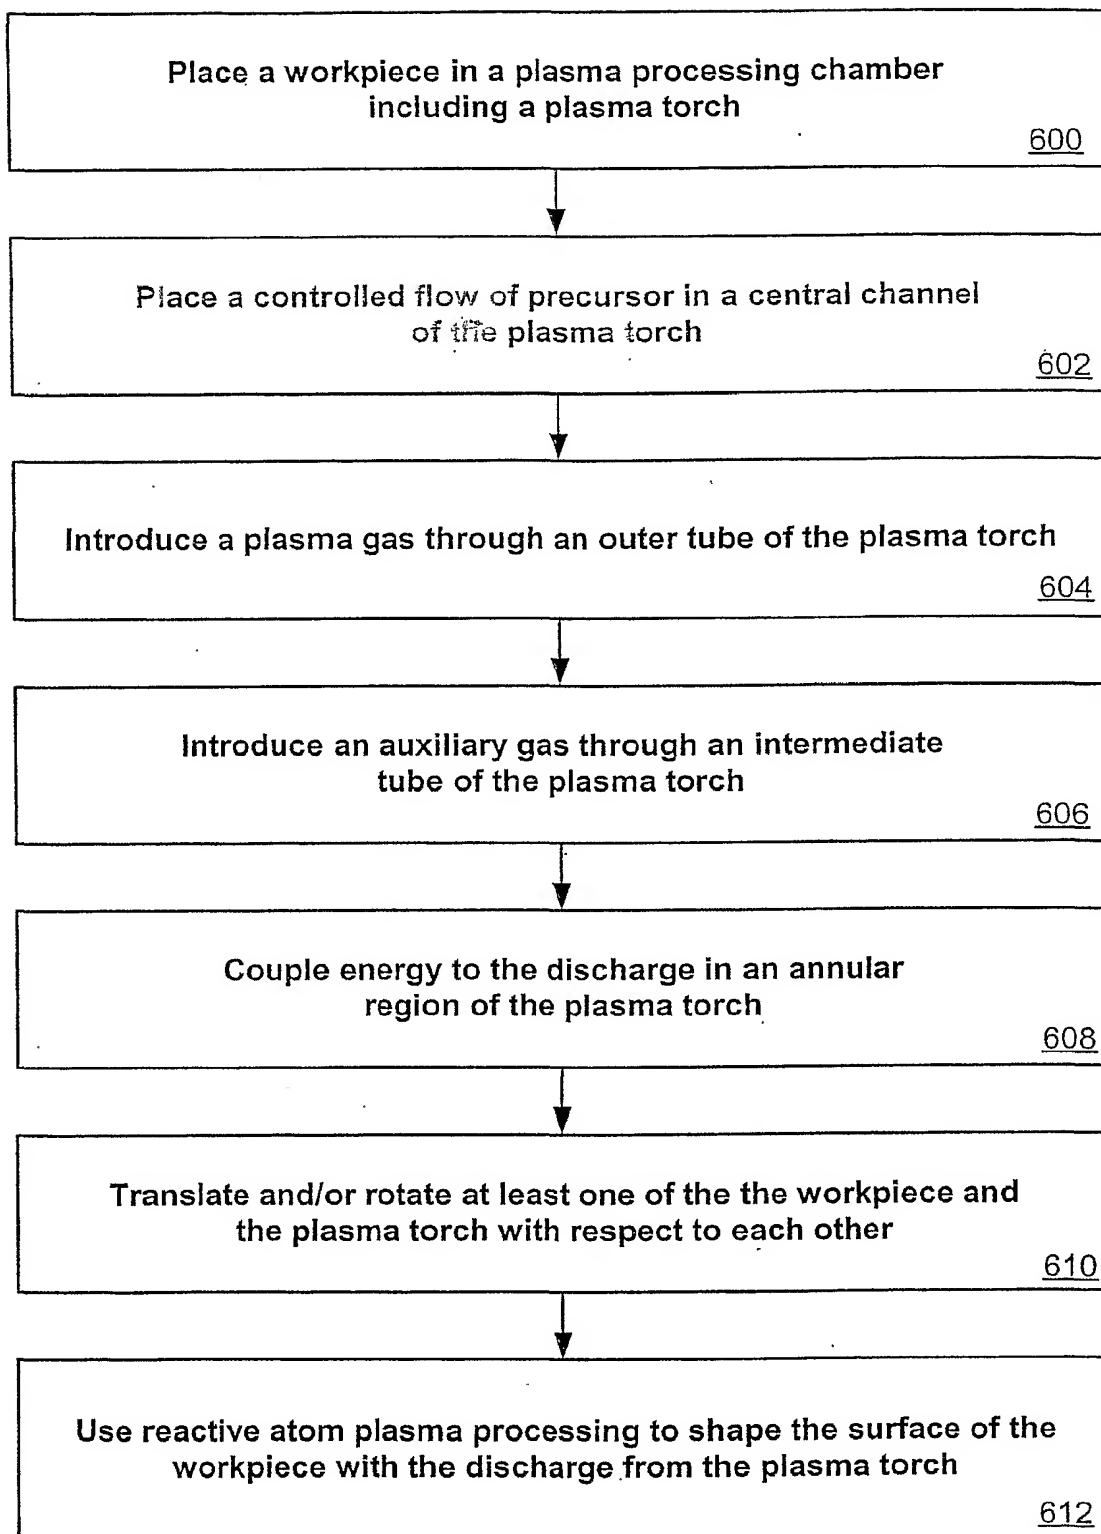 Place a workpiece in a plasma processing chamber
including a plasma torch
600
Place a controlled flow of precursor in a central channel
of the plasma torch
602
Introduce a plasma gas through an outer tube of the plasma torch
604
Introduce an auxiliary gas through an intermediate
tube of the plasma torch
606
Couple energy to the discharge in an annular
region of the plasma torch
608
Translate and/or rotate at least one of the the workpiece and
the plasma torch with respect to each other
610
Use reactive atom plasma processing to shape the surface of the
workpiece with the discharge from the plasma torch
612